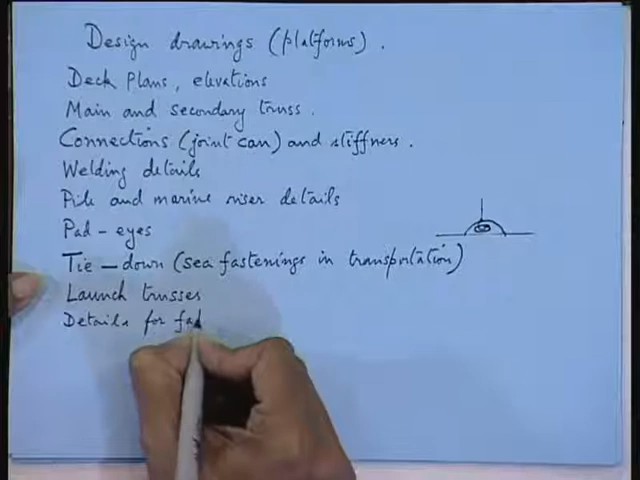 Design drawings (platforms).
Deck plans, elevations
Main and secondary truss.
Connections (joint can) and stiffners.
Welding details
Pile and marine riser details
Pad-eyes
Tie-down (sea fastenings in transportation)
Launch trusses
Details for fa